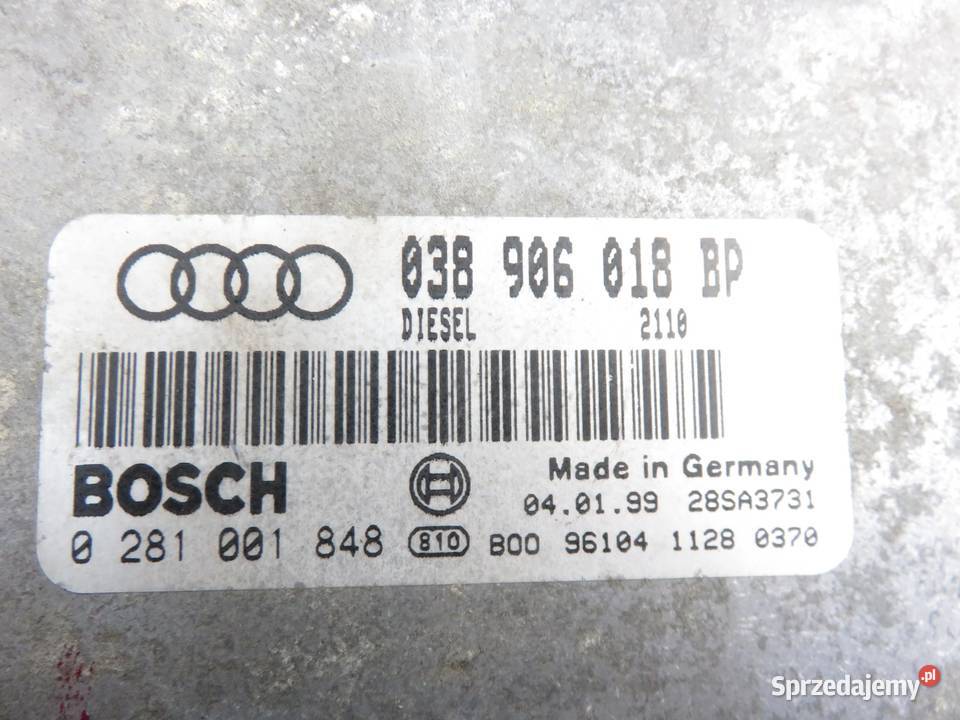 038 906 018 BP
DIESEL 2110
BOSCH Made in Germany
04.01.99 28SA3731
0 281 001 848 810 B00 96104 1128 0370
Sprzedajemy.pl